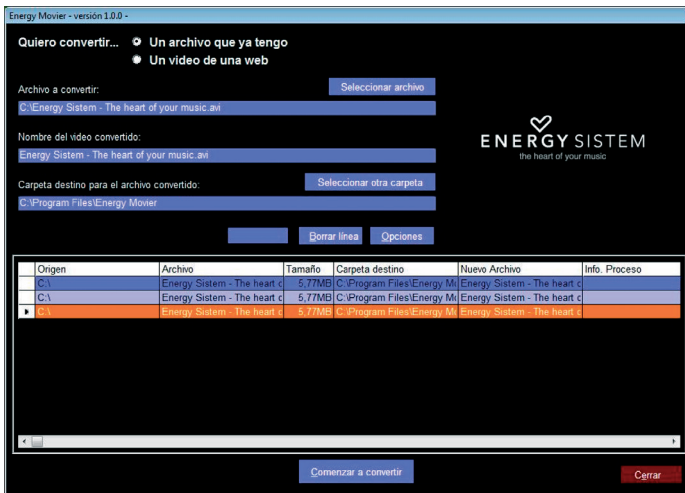 Energy Movier - versión 1.0.0 -
Quiero convertir... Un archivo que ya tengo
Un video de una web
Archivo a convertir: Seleccionar archivo
C:\Energy Sistem - The heart of your music.avi
Nombre del video convertido:
Energy Sistem - The heart of your music.avi
ENERGY SISTEM
the heart of your music
Carpeta destino para el archivo convertido: Seleccionar otra carpeta
C:\Program Files\Energy Movier
Borrar línea Opciones
Origen Archivo Tamaño Carpeta destino Nuevo Archivo Info. Proceso
C:\ Energy Sistem - The heart c 5,77MB C:\Program Files\Energy Mo Energy Sistem - The heart c
C:\ Energy Sistem - The heart c 5,77MB C:\Program Files\Energy Mo Energy Sistem - The heart c
C:\ Energy Sistem - The heart c 5,77MB C:\Program Files\Energy Mo Energy Sistem - The heart c
Comenzar a convertir Cerrar